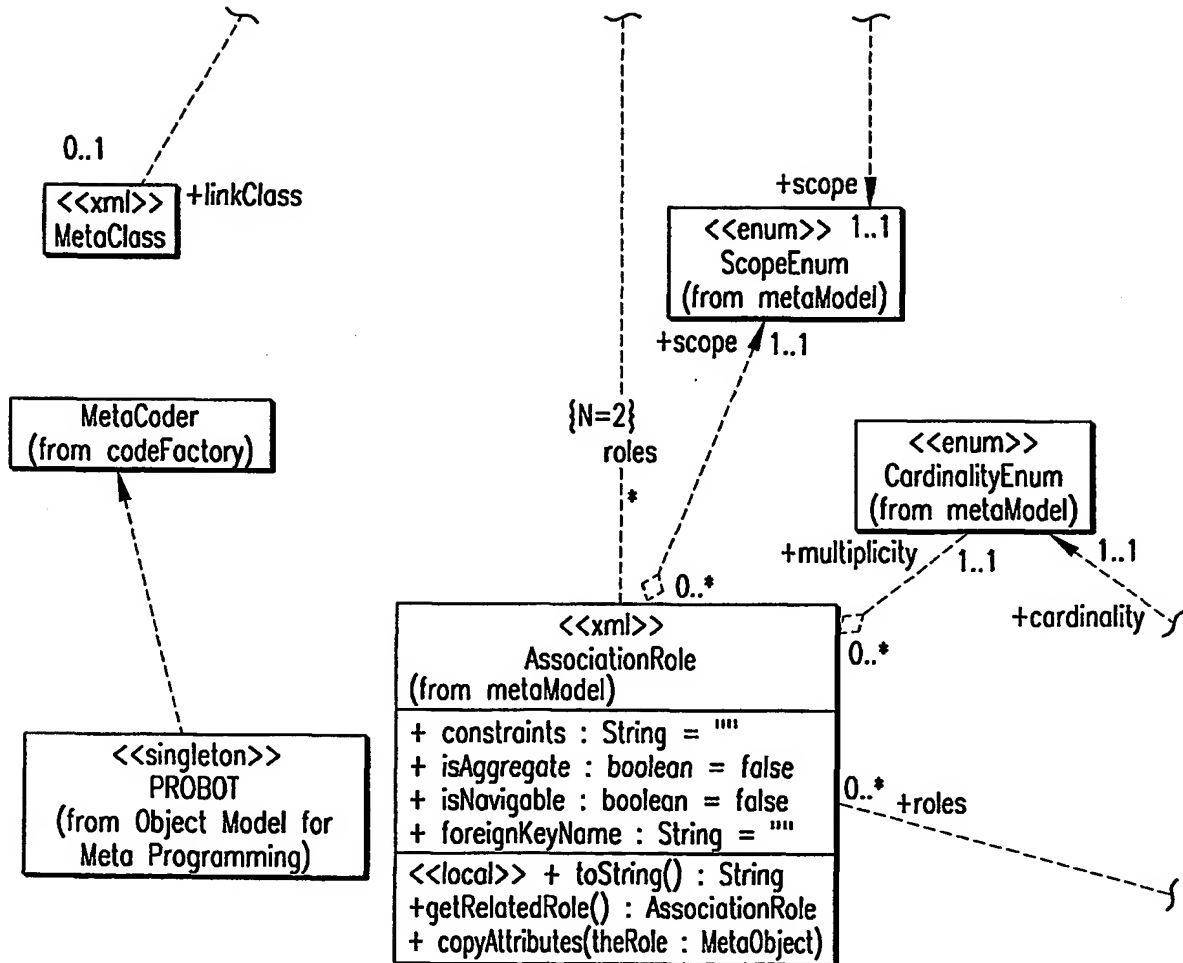 0..1
+linkClass
<<xml>>
MetaClass
+scope
<<enum>> 1..1
ScopeEnum
(from metaModel)
+scope
1..1
MetaCoder
(from codeFactory)
{N=2}
roles
*
<<enum>>
CardinalityEnum
(from metaModel)
+multiplicity
1..1
1..1
+cardinality
0..*
0..*
<<xml>>
AssociationRole
(from metaModel)
+ constraints : String = ""
+ isAggregate : boolean = false
+ isNavigable : boolean = false
+ foreignKeyName : String = ""
<<local>> + toString() : String
+getRelatedRole() : AssociationRole
+ copyAttributes(theRole : MetaObject)
0..*
+roles
<<singleton>>
PROBOT
(from Object Model for
Meta Programming)